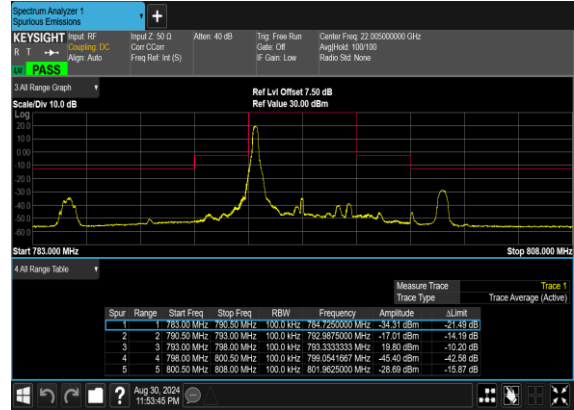 Spectrum Analyzer 1
Spurious Emissions
+
KEYSIGHT Input: RF Input Z: 50 Ω Atten: 40 dB Trig: Free Run Center Freq: 22.005000000 GHz
R T Coupling: DC Corr CCorr Gate: Off Avg|Hold: 100/100
Align: Auto Freq Ref: Int (S) IF Gain: Low Radio Std: None
LM PASS
3 All Range Graph
Ref Lvl Offset 7.50 dB
Scale/Div 10.0 dB Ref Value 30.00 dBm
Log
20.0
10.0
0.00
-10.0
-20.0
-30.0
-40.0
-50.0
-60.0
Start 783.000 MHz Stop 808.000 MHz
4 All Range Table
Measure Trace Trace 1
Trace Type Trace Average (Active)
Spur Range Start Freq Stop Freq RBW Frequency Amplitude ΔLimit
1 1 783.00 MHz 790.50 MHz 100.0 kHz 784.7250000 MHz -34.31 dBm -21.49 dB
2 2 790.50 MHz 793.00 MHz 100.0 kHz 792.9875000 MHz -17.01 dBm -14.19 dB
3 3 793.00 MHz 798.00 MHz 100.0 kHz 793.3333333 MHz 19.80 dBm -10.20 dB
4 4 798.00 MHz 800.50 MHz 100.0 kHz 799.0541667 MHz -45.40 dBm -42.58 dB
5 5 800.50 MHz 808.00 MHz 100.0 kHz 801.9625000 MHz -28.69 dBm -15.87 dB
?
Aug 30, 2024
11:53:45 PM